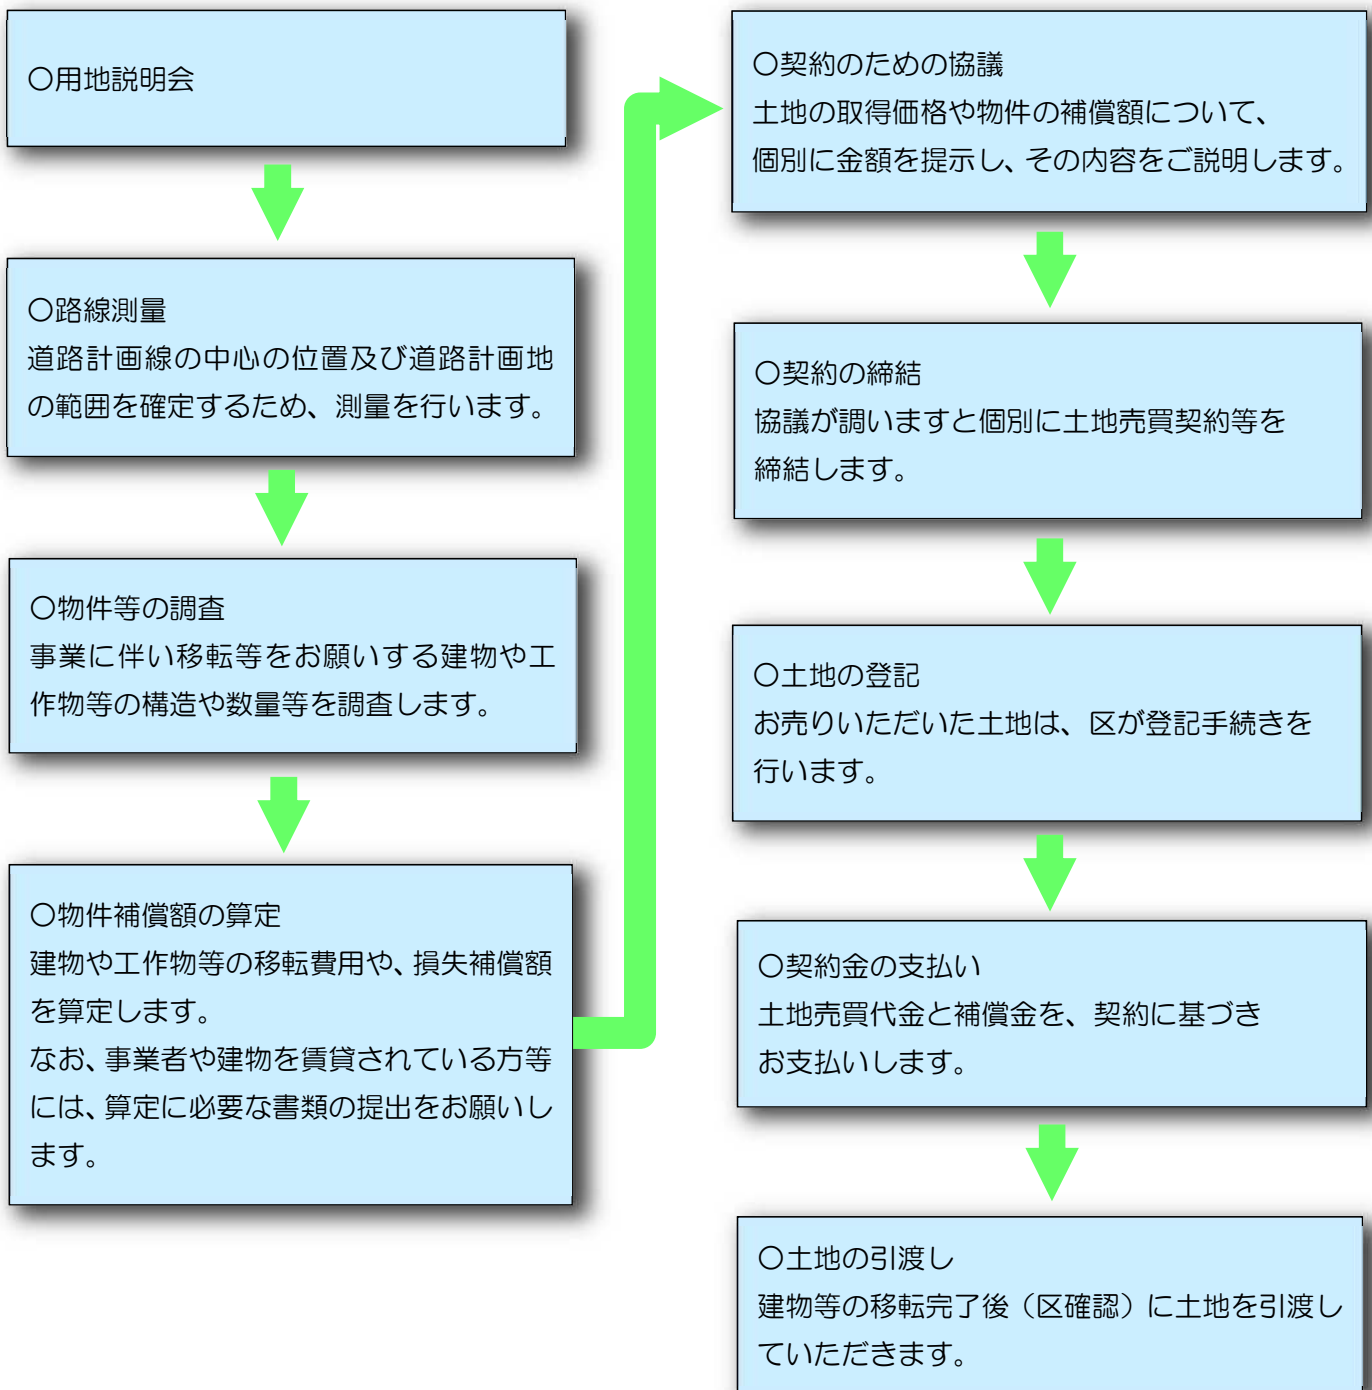 〇用地説明会
〇路線測量
道路計画線の中心の位置及び道路計画地
の範囲を確定するため、測量を行います。
〇物件等の調査
事業に伴い移転等をお願いする建物や工
作物等の構造や数量等を調査します。
〇物件補償額の算定
建物や工作物等の移転費用や、損失補償額
を算定します。
なお、事業者や建物を賃貸されている方等
には、算定に必要な書類の提出をお願いし
ます。
〇契約のための協議
土地の取得価格や物件の補償額について、
個別に金額を提示し、その内容をご説明します。
〇契約の締結
協議が調いますと個別に土地売買契約等を
締結します。
〇土地の登記
お売りいただいた土地は、区が登記手続きを
行います。
〇契約金の支払い
土地売買代金と補償金を、契約に基づき
お支払いします。
〇土地の引渡し
建物等の移転完了後（区確認）に土地を引渡し
ていただきます。